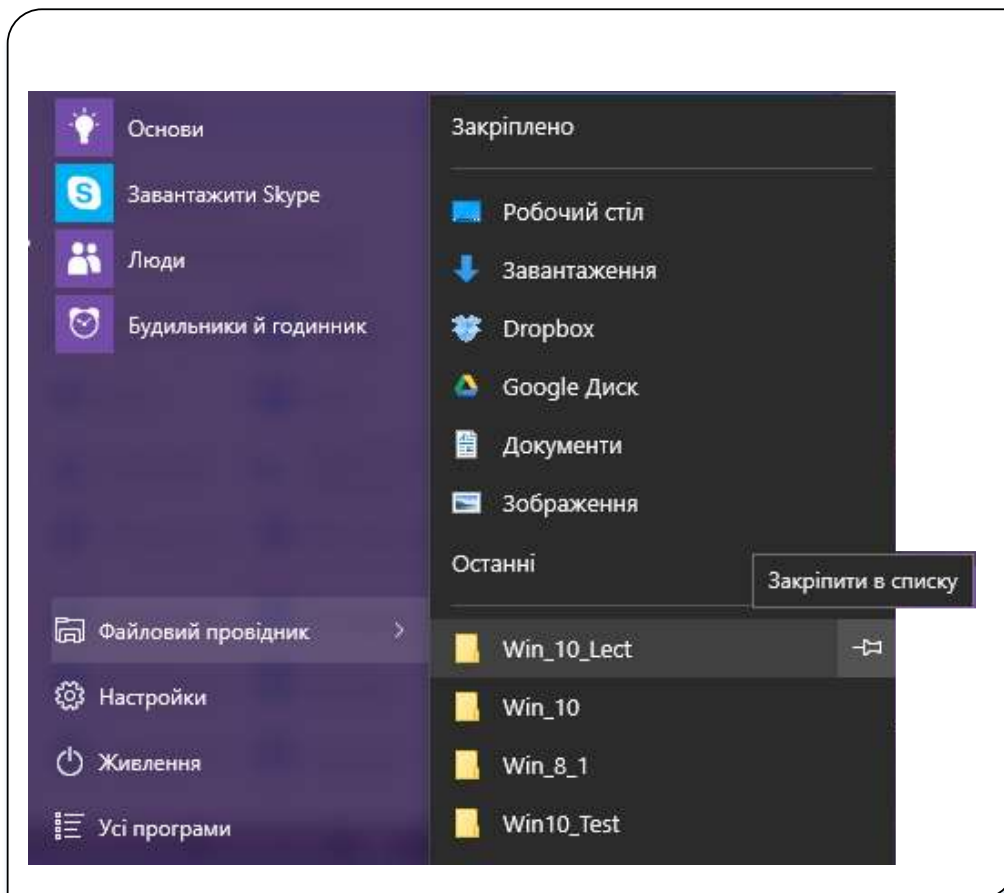 Основи
Завантажити Skype
Люди
Будильники й годинник
Файловий провідник
Настройки
Живлення
Усі програми
Закріплено
Робочий стіл
Завантаження
Dropbox
Google Диск
Документи
Зображення
Останні
Закріпити в списку
Win_10_Lect
Win_10
Win_8_1
Win10_Test